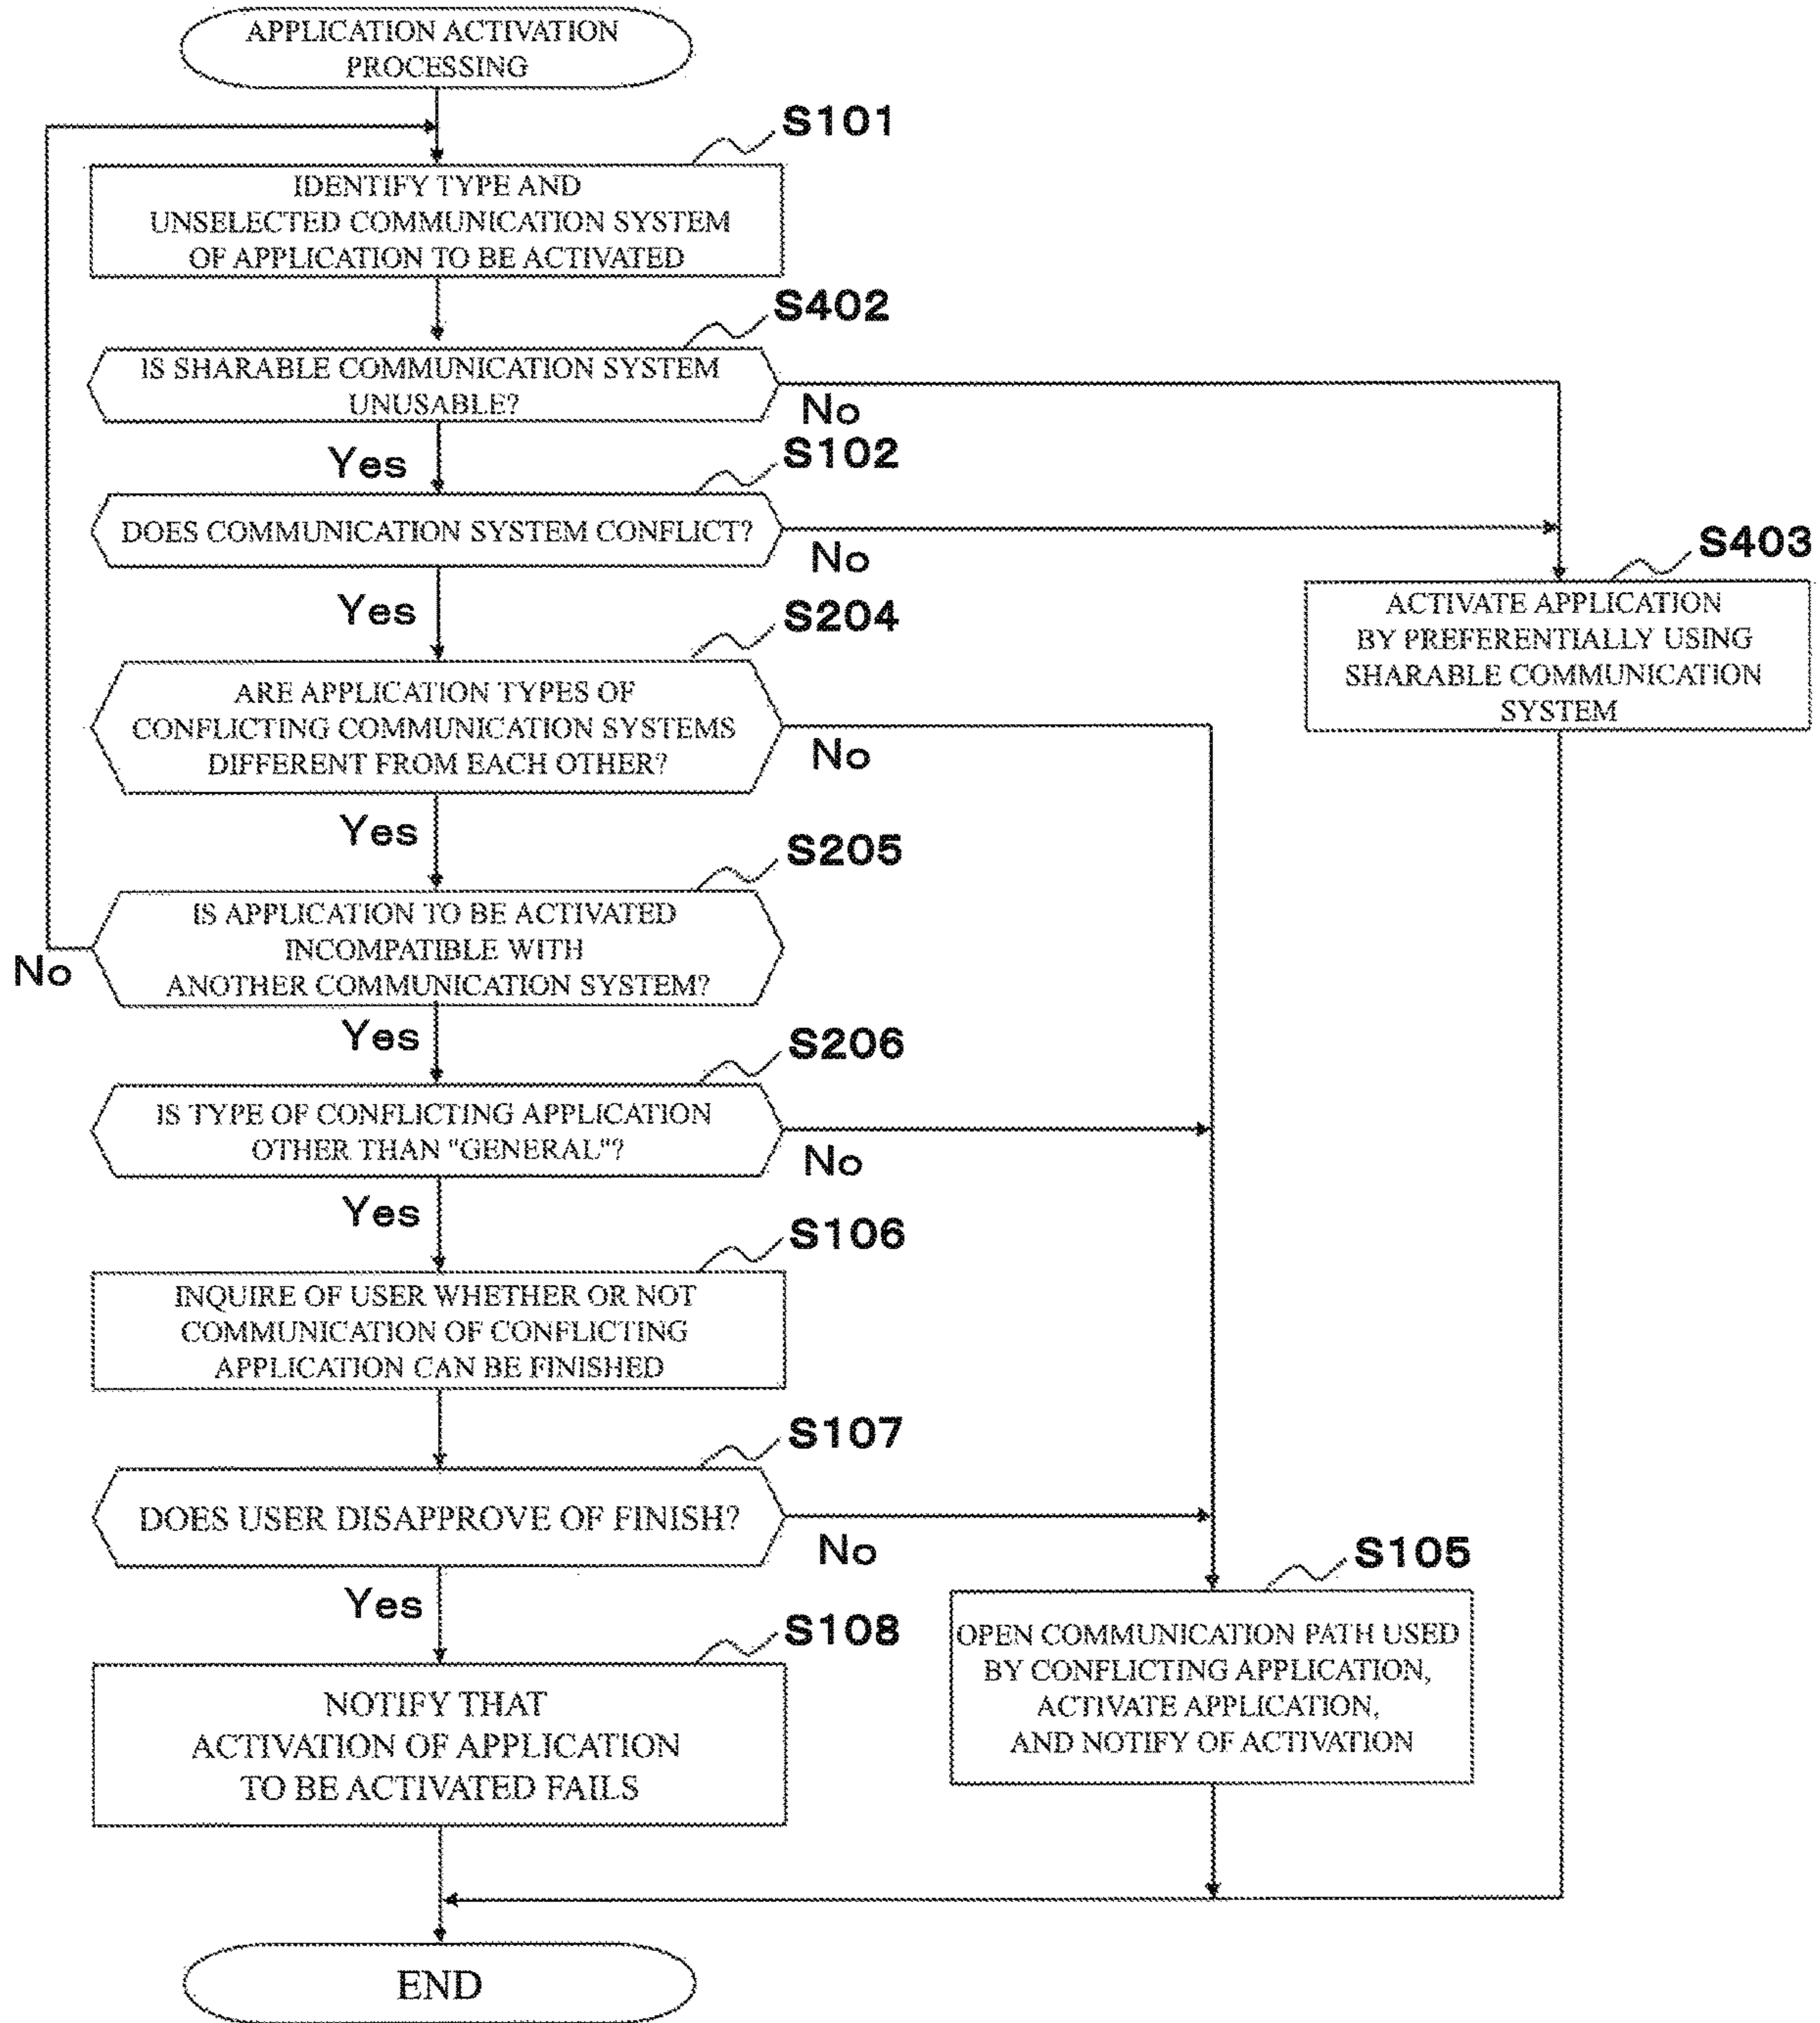 APPLICATION ACTIVATION
PROCESSING
S101
IDENTIFY TYPE AND
UNSELECTED COMMUNICATION SYSTEM
OF APPLICATION TO BE ACTIVATED
S402
IS SHARABLE COMMUNICATION SYSTEM
UNUSABLE?
No
Yes
S102
DOES COMMUNICATION SYSTEM CONFLICT?
No
S403
ACTIVATE APPLICATION
BY PREFERENTIALLY USING
SHARABLE COMMUNICATION
SYSTEM
Yes
S204
ARE APPLICATION TYPES OF
CONFLICTING COMMUNICATION SYSTEMS
DIFFERENT FROM EACH OTHER?
No
Yes
S205
IS APPLICATION TO BE ACTIVATED
INCOMPATIBLE WITH
ANOTHER COMMUNICATION SYSTEM?
No
Yes
S206
IS TYPE OF CONFLICTING APPLICATION
OTHER THAN "GENERAL"?
No
Yes
S106
INQUIRE OF USER WHETHER OR NOT
COMMUNICATION OF CONFLICTING
APPLICATION CAN BE FINISHED
S107
DOES USER DISAPPROVE OF FINISH?
No
Yes
S105
OPEN COMMUNICATION PATH USED
BY CONFLICTING APPLICATION,
ACTIVATE APPLICATION,
AND NOTIFY OF ACTIVATION
S108
NOTIFY THAT
ACTIVATION OF APPLICATION
TO BE ACTIVATED FAILS
END